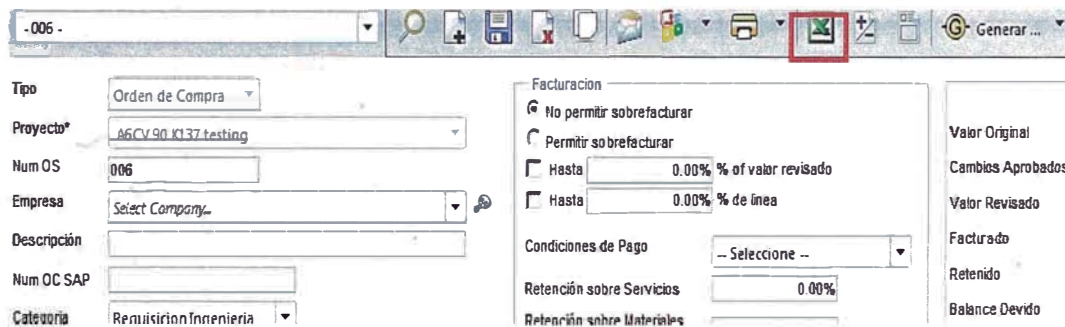 - 006 -
Generar ...
Tipo
Orden de Compra
Proyecto*
A6CV 90 K137 testing
Num OS
006
Empresa
Select Company...
Descripción
Num OC SAP
Categoria
Requisicion Ingenieria
Facturacion
No permitir sobrefacturar
Permitir sobrefacturar
Hasta 0.00% % of valor revisado
Hasta 0.00% % de linea
Condiciones de Pago
-- Seleccione --
Retención sobre Servicios
0.00%
Retención sobre Materiales
Valor Original
Cambios Aprobados
Valor Revisado
Facturado
Retenido
Balance Devido